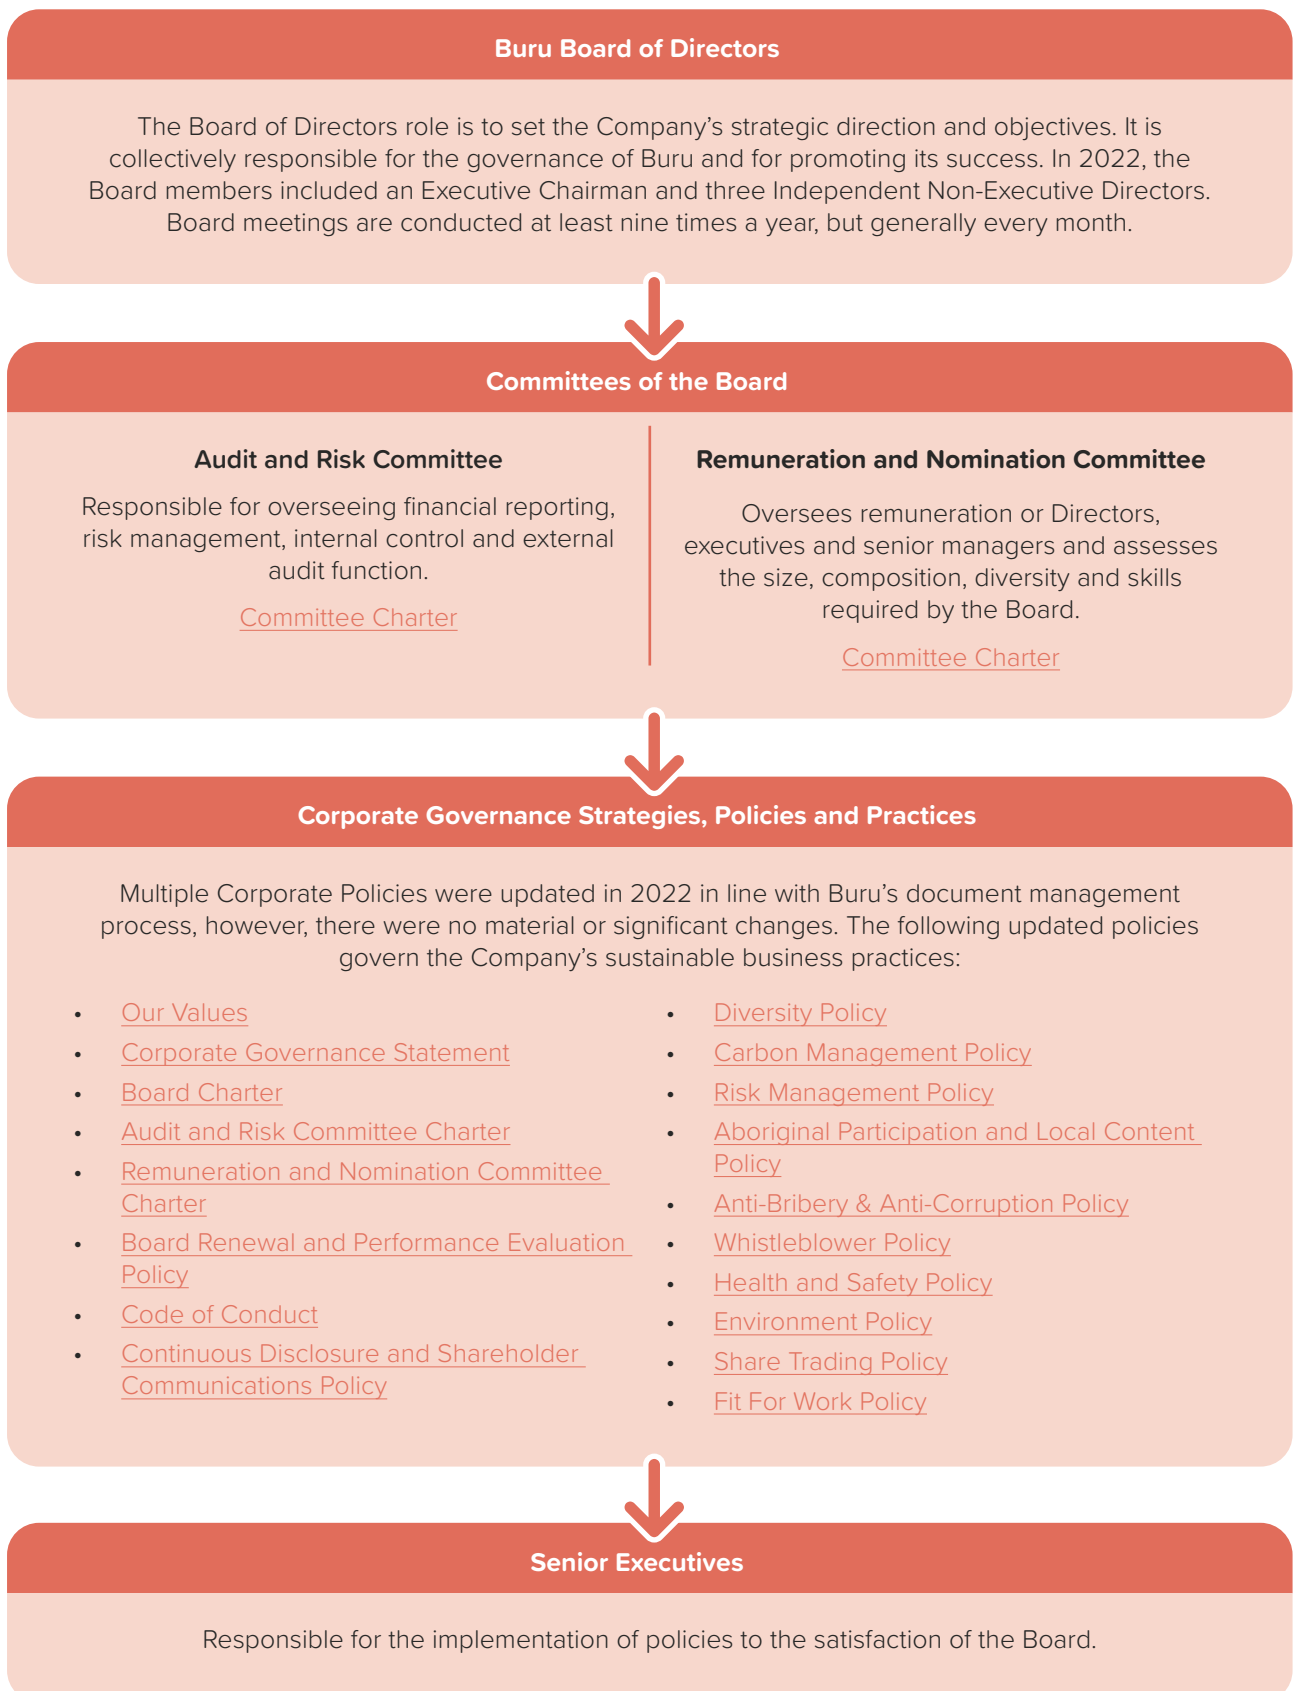 Buru Board of Directors
The Board of Directors role is to set the Company’s strategic direction and objectives. It is
collectively responsible for the governance of Buru and for promoting its success. In 2022, the
Board members included an Executive Chairman and three Independent Non-Executive Directors.
Board meetings are conducted at least nine times a year, but generally every month.
Committees of the Board
Audit and Risk Committee
Responsible for overseeing financial reporting,
risk management, internal control and external
audit function.
Committee Charter
Remuneration and Nomination Committee
Oversees remuneration or Directors,
executives and senior managers and assesses
the size, composition, diversity and skills
required by the Board.
Committee Charter
Corporate Governance Strategies, Policies and Practices
Multiple Corporate Policies were updated in 2022 in line with Buru’s document management
process, however, there were no material or significant changes. The following updated policies
govern the Company’s sustainable business practices:
• Our Values
• Corporate Governance Statement
• Board Charter
• Audit and Risk Committee Charter
• Remuneration and Nomination Committee
Charter
• Board Renewal and Performance Evaluation
Policy
• Code of Conduct
• Continuous Disclosure and Shareholder
Communications Policy
• Diversity Policy
• Carbon Management Policy
• Risk Management Policy
• Aboriginal Participation and Local Content
Policy
• Anti-Bribery & Anti-Corruption Policy
• Whistleblower Policy
• Health and Safety Policy
• Environment Policy
• Share Trading Policy
• Fit For Work Policy
Senior Executives
Responsible for the implementation of policies to the satisfaction of the Board.